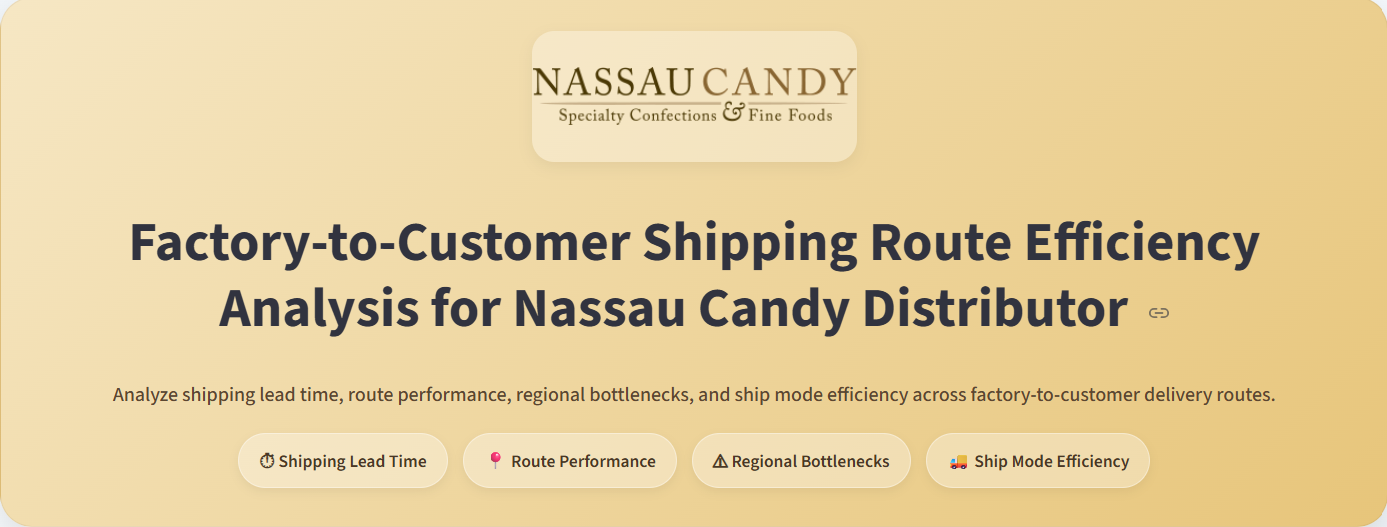 NASSAU CANDY
Specialty Confections & Fine Foods
Factory-to-Customer Shipping Route Efficiency
Analysis for Nassau Candy Distributor
Analyze shipping lead time, route performance, regional bottlenecks, and ship mode efficiency across factory-to-customer delivery routes.
⏱ Shipping Lead Time 📍 Route Performance ⚠ Regional Bottlenecks 🚚 Ship Mode Efficiency